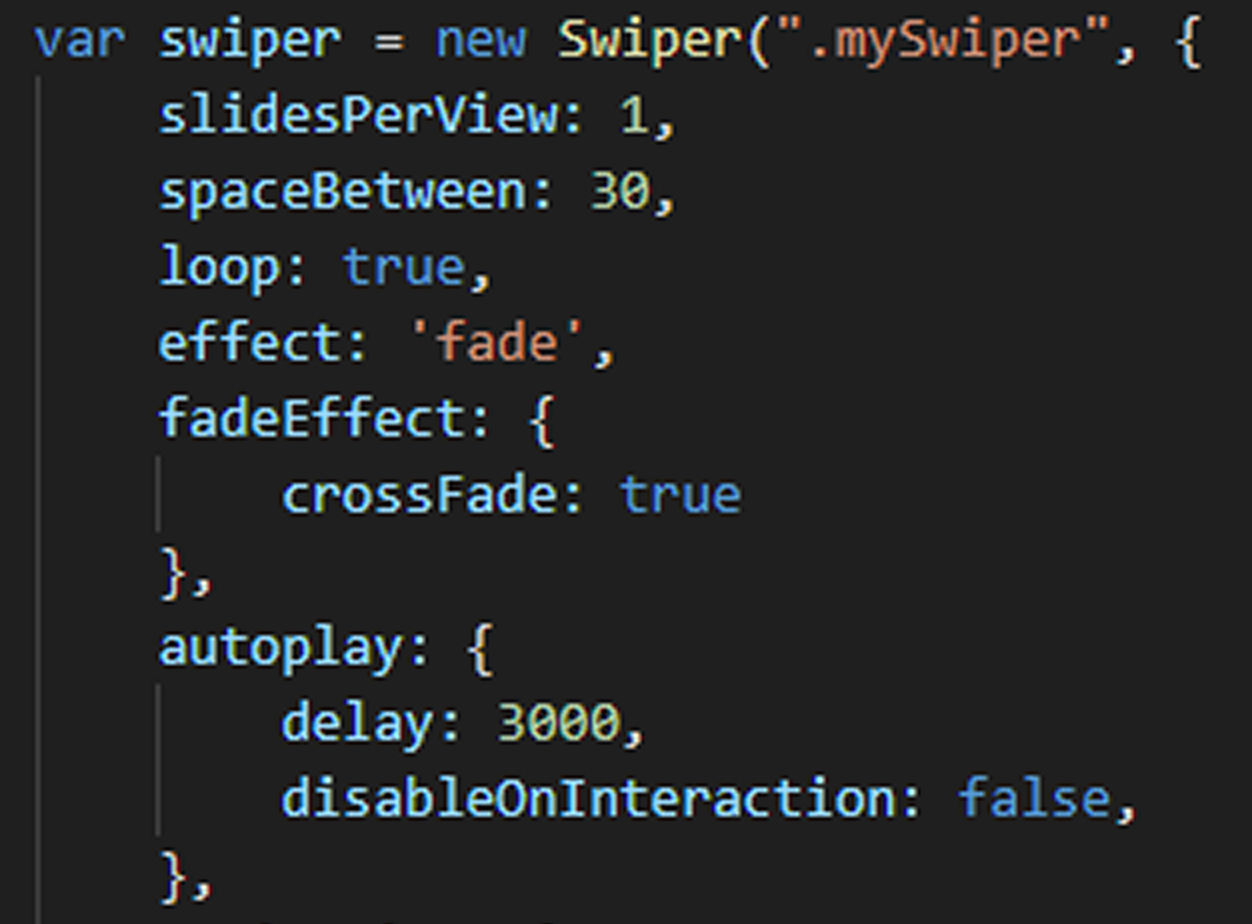 var swiper = new Swiper(".mySwiper", {
slidesPerView: 1,
spaceBetween: 30,
loop: true,
effect: 'fade',
fadeEffect: {
crossFade: true
},
autoplay: {
delay: 3000,
disableOnInteraction: false,
},